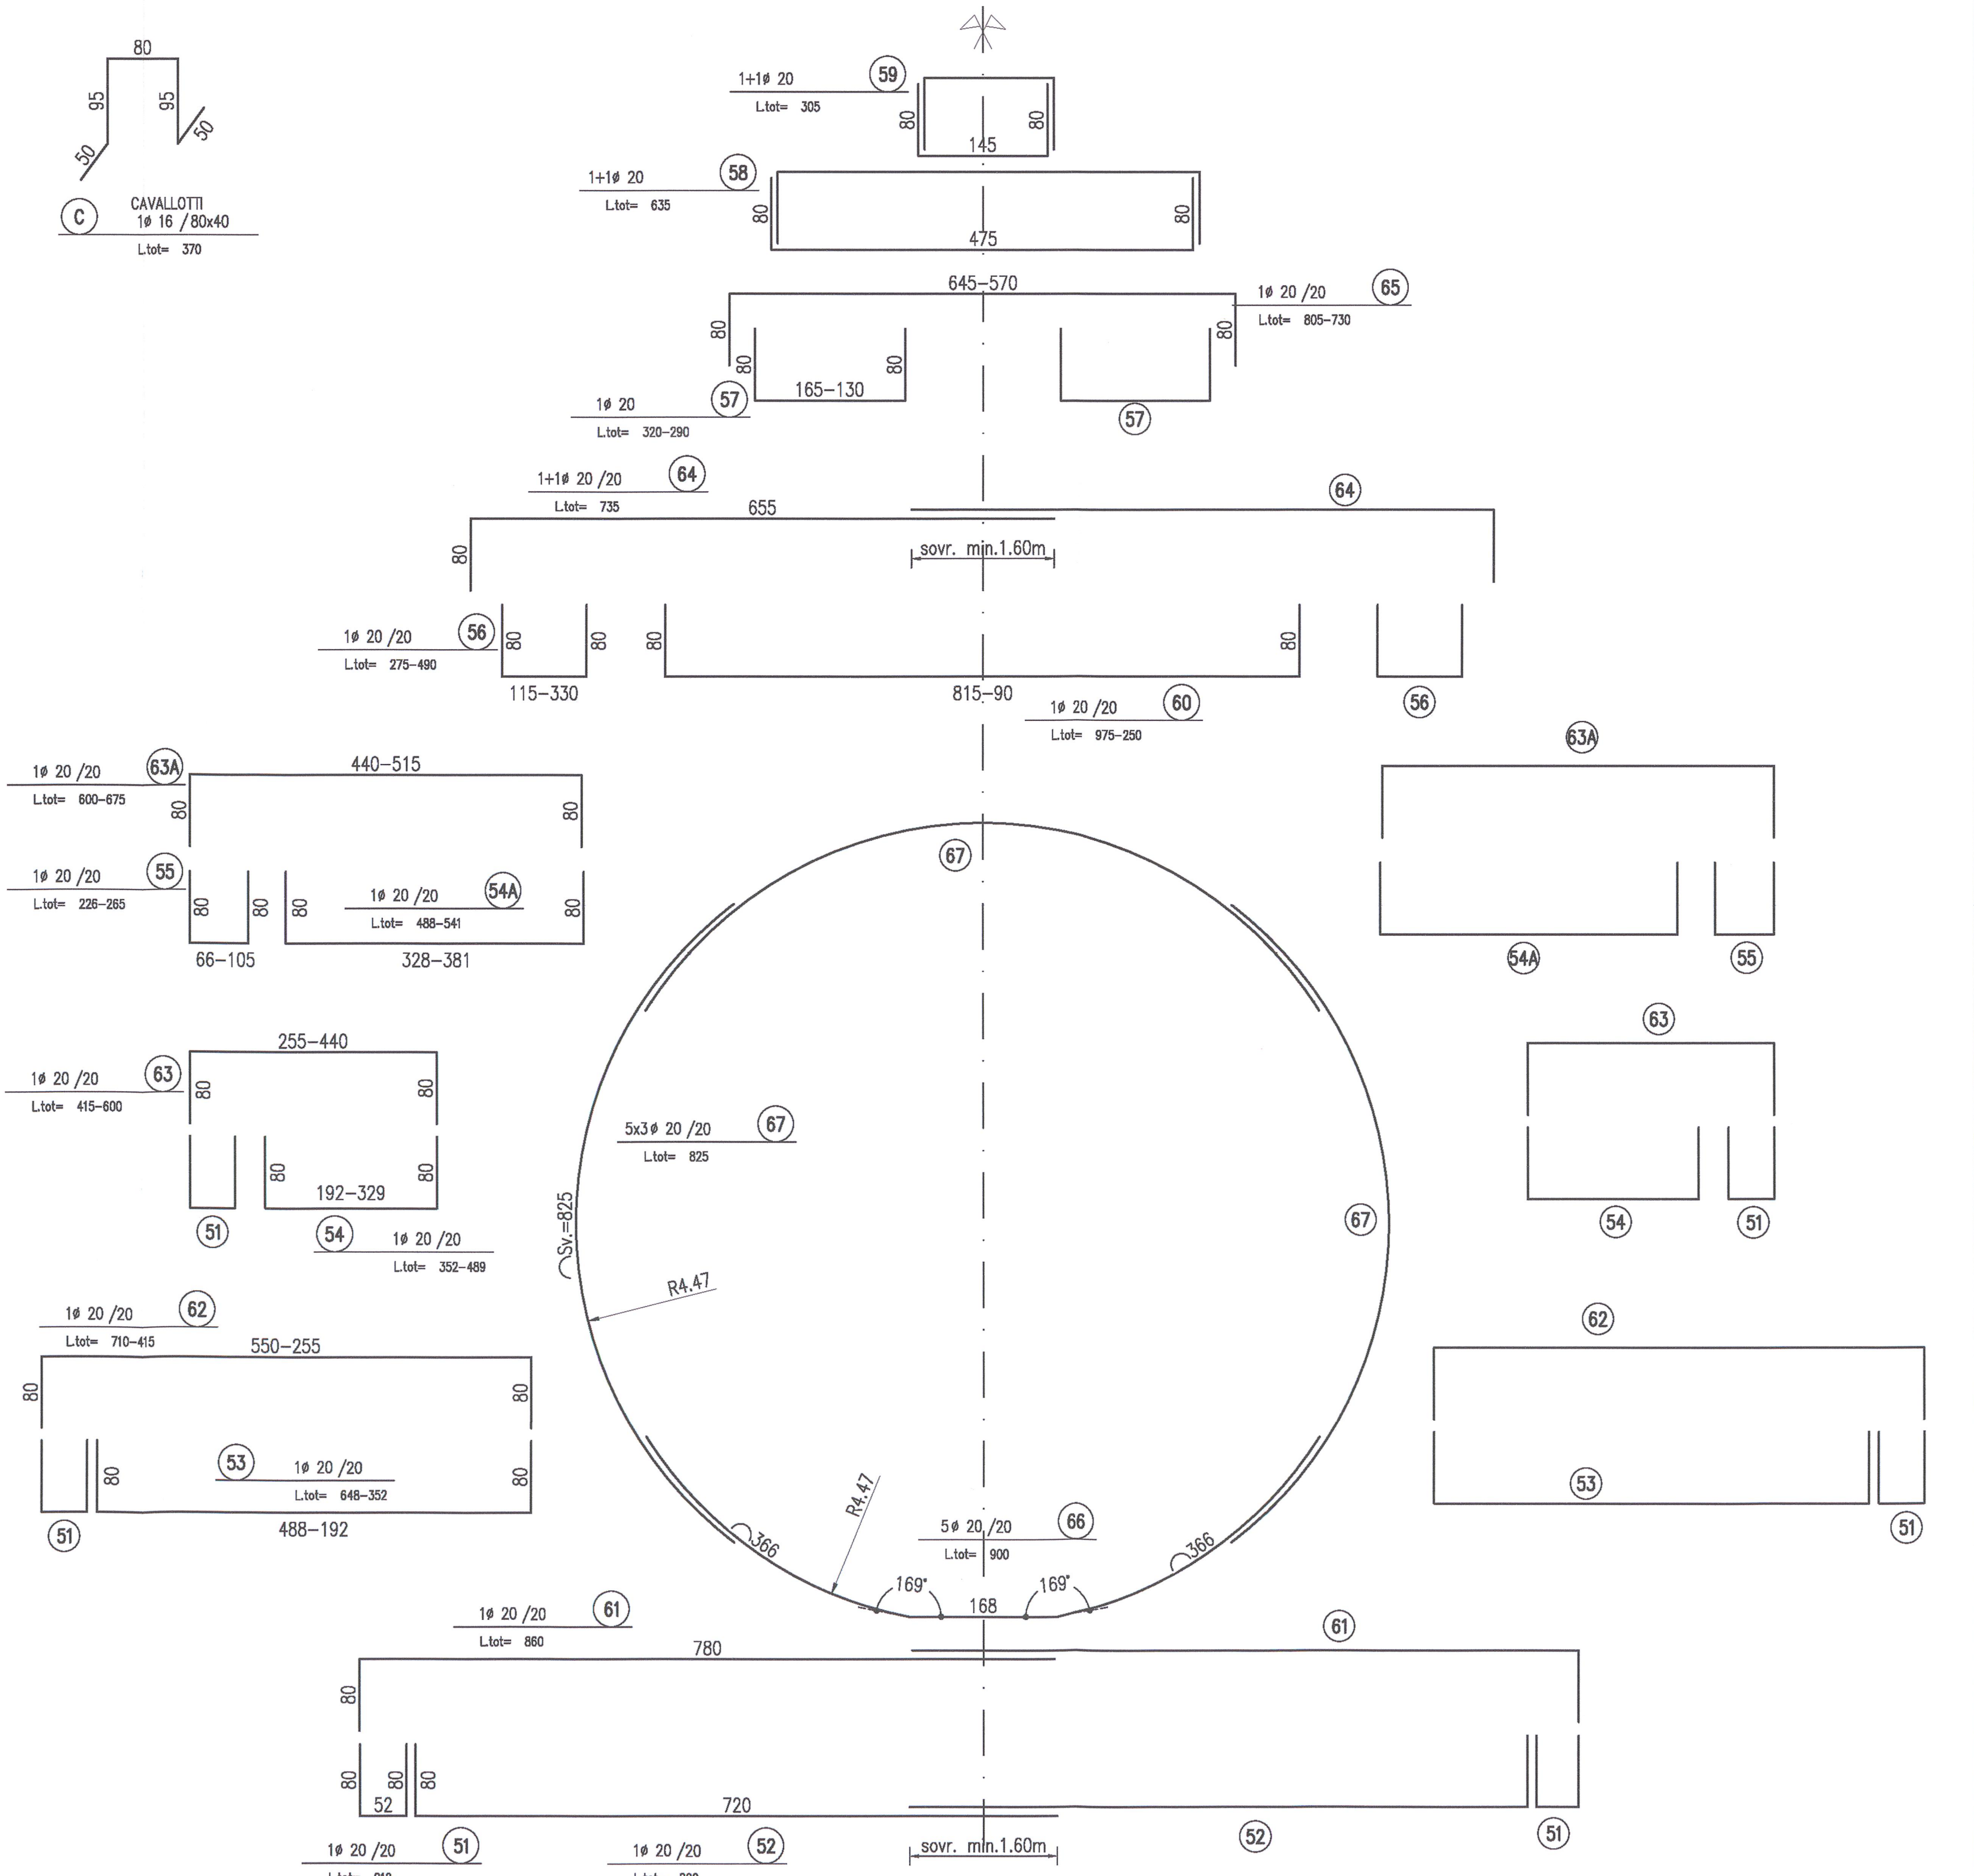 80
95
95
50
50
C
CAVALLOTTI
1ø 16 /80x40
L.tot= 370
1+1ø 20
59
L.tot= 305
80
80
145
1+1ø 20
58
L.tot= 635
80
80
475
645-570
1ø 20 /20
65
L.tot= 805-730
80
80
80
80
165-130
1ø 20
57
L.tot= 320-290
57
1+1ø 20 /20
64
L.tot= 735
655
64
80
sovr. min.1.60m
1ø 20 /20
56
L.tot= 275-490
80
80
80
80
115-330
815-90
1ø 20 /20
60
L.tot= 975-250
56
1ø 20 /20
63A
L.tot= 600-675
440-515
80
80
63A
1ø 20 /20
55
L.tot= 226-265
80
80
80
1ø 20 /20
54A
L.tot= 488-541
80
66-105
328-381
54A
55
67
255-440
1ø 20 /20
63
L.tot= 415-600
80
80
80
80
192-329
51
54
1ø 20 /20
L.tot= 352-489
63
54
51
5x3ø 20 /20
67
L.tot= 825
67
Sv.=825
R4.47
1ø 20 /20
62
L.tot= 710-415
550-255
80
80
53
1ø 20 /20
L.tot= 648-352
80
80
51
488-192
62
53
51
R4.47
366
366
5ø 20 /20
66
L.tot= 900
169°
169°
168
1ø 20 /20
61
L.tot= 860
780
61
80
80
80
80
52
720
1ø 20 /20
51
1ø 20 /20
52
sovr. min.1.60m
52
51